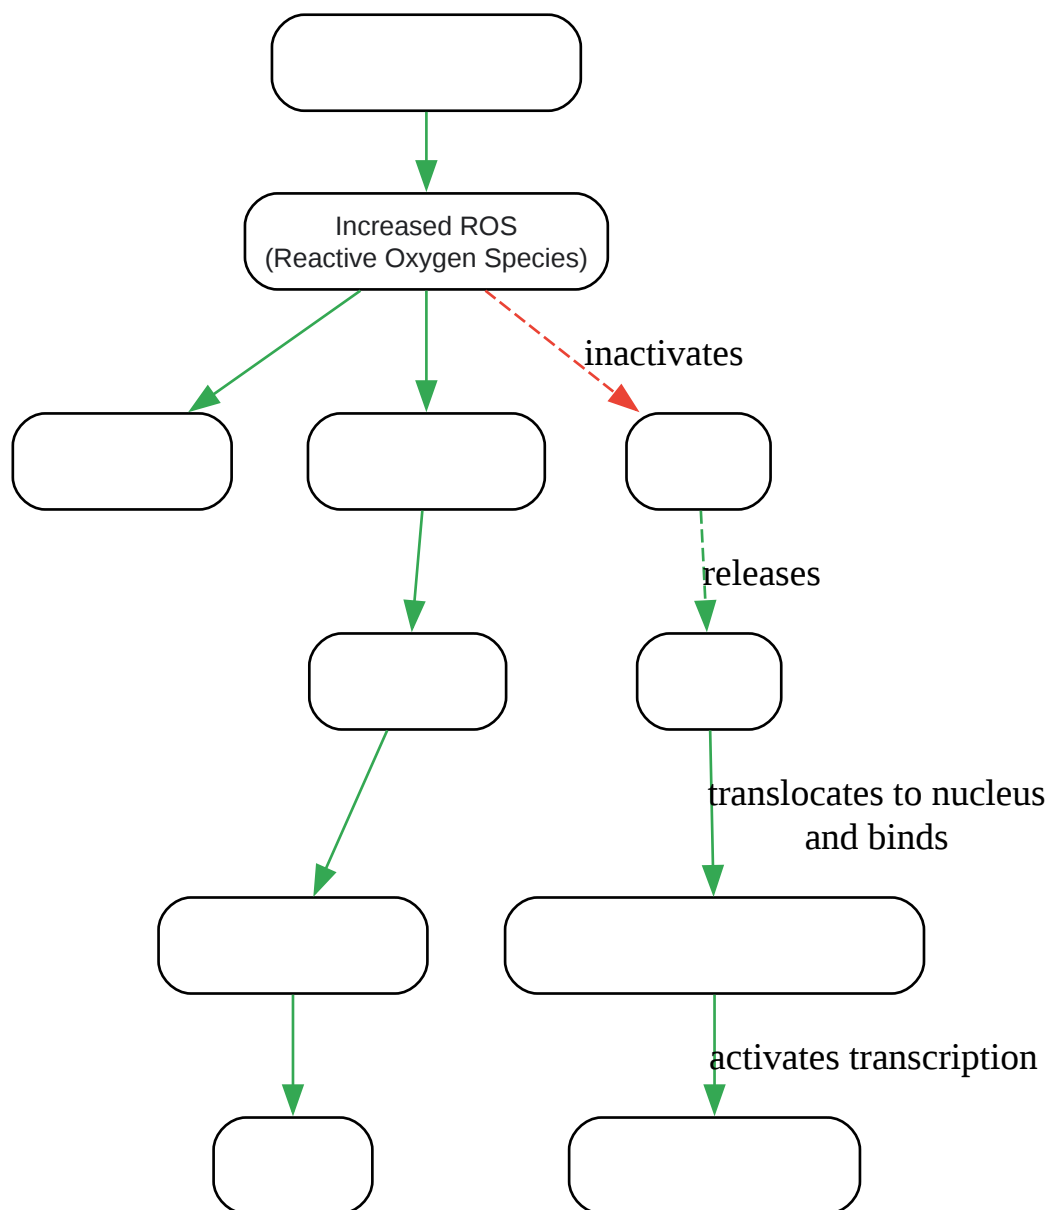 Increased ROS
(Reactive Oxygen Species)
inactivates
releases
translocates to nucleus
and binds
activates transcription